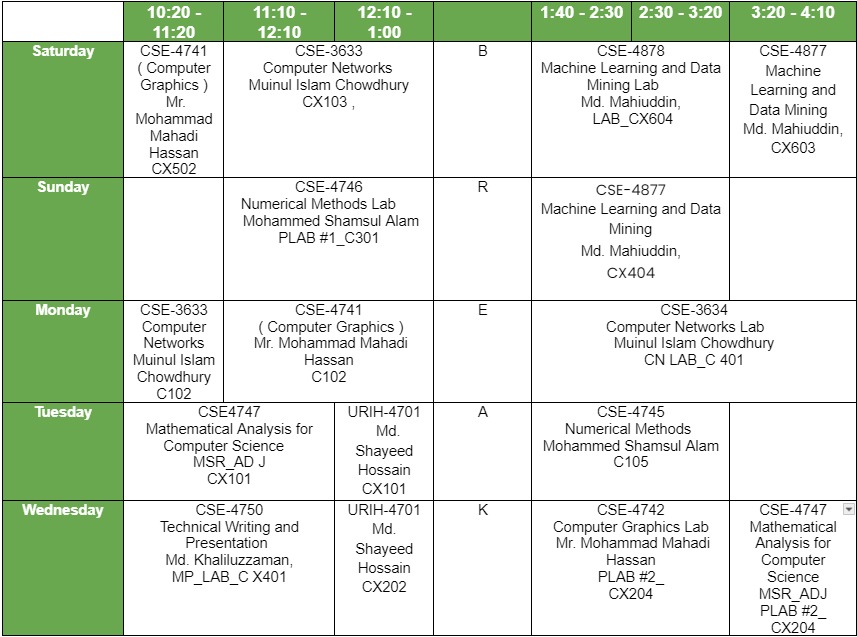 10:20 -
11:20
11:10 -
12:10
12:10 -
1:00
1:40 - 2:30
2:30 - 3:20
3:20 - 4:10
Saturday
CSE-4741
( Computer
Graphics )
Mr.
Mohammad
Mahadi
Hassan
CX502
CSE-3633
Computer Networks
Muinul Islam Chowdhury
CX103 ,
B
CSE-4878
Machine Learning and Data
Mining Lab
Md. Mahiuddin,
LAB_CX604
CSE-4877
Machine
Learning and
Data Mining
Md. Mahiuddin,
CX603
Sunday
CSE-4746
Numerical Methods Lab
Mohammed Shamsul Alam
PLAB #1_C301
R
CSE-4877
Machine Learning and Data
Mining
Md. Mahiuddin,
CX404
Monday
CSE-3633
Computer
Networks
Muinul Islam
Chowdhury
C102
CSE-4741
( Computer Graphics )
Mr. Mohammad Mahadi
Hassan
C102
E
CSE-3634
Computer Networks Lab
Muinul Islam Chowdhury
CN LAB_C 401
Tuesday
CSE4747
Mathematical Analysis for
Computer Science
MSR_AD J
CX101
URIH-4701
Md.
Shayeed
Hossain
CX101
A
CSE-4745
Numerical Methods
Mohammed Shamsul Alam
C105
Wednesday
CSE-4750
Technical Writing and
Presentation
Md. Khaliluzzaman,
MP_LAB_C X401
URIH-4701
Md.
Shayeed
Hossain
CX202
K
CSE-4742
Computer Graphics Lab
Mr. Mohammad Mahadi
Hassan
PLAB #2_
CX204
CSE-4747
Mathematical
Analysis for
Computer
Science
MSR_ADJ
PLAB #2_
CX204